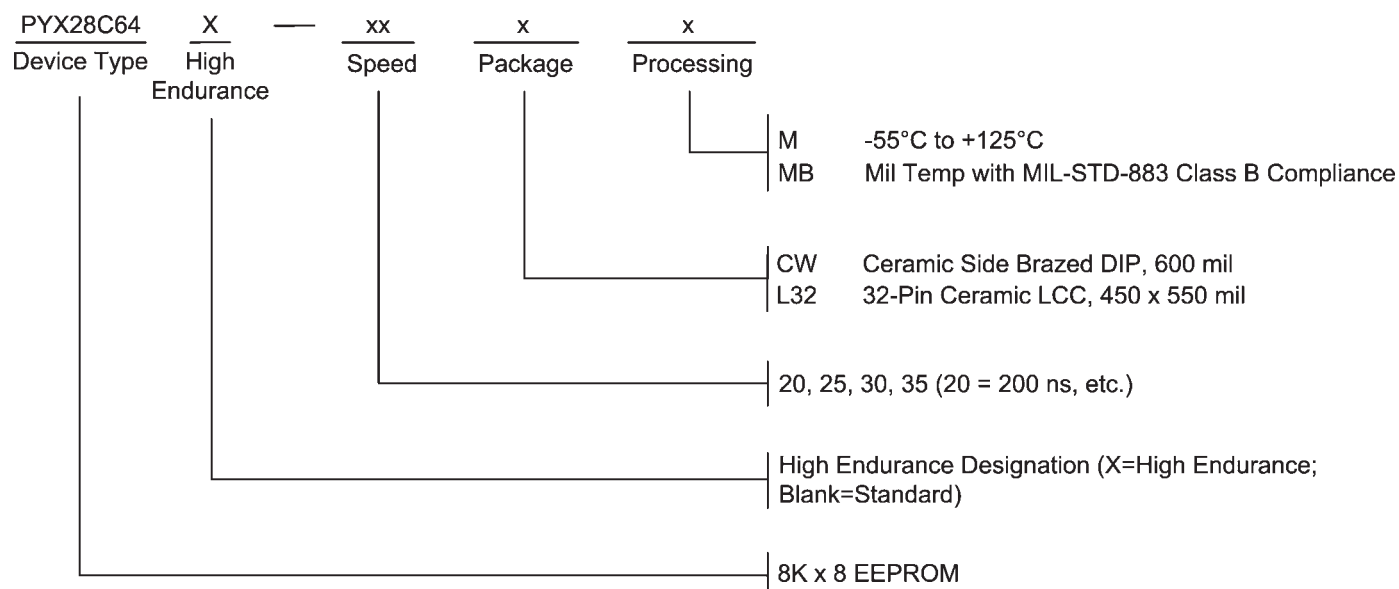 PYX28C64 X — xx x x
Device Type High Endurance Speed Package Processing
M -55°C to +125°C
MB Mil Temp with MIL-STD-883 Class B Compliance
CW Ceramic Side Brazed DIP, 600 mil
L32 32-Pin Ceramic LCC, 450 x 550 mil
20, 25, 30, 35 (20 = 200 ns, etc.)
High Endurance Designation (X=High Endurance;
Blank=Standard)
8K x 8 EEPROM